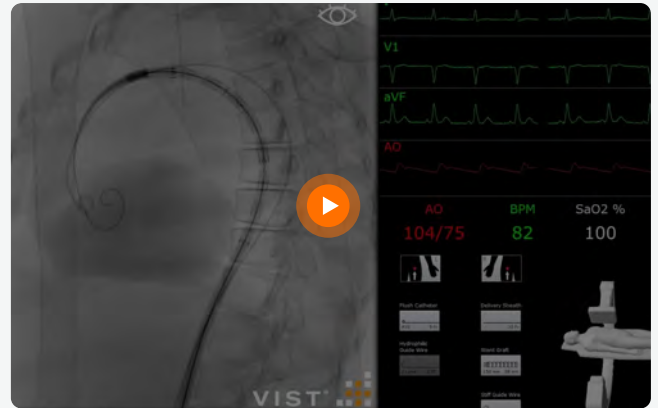 V1
aVF
AO
AO BPM SaO2 %
104/75 82 100
Flush Catheter Delivery Sheath
Hydrophilic
Guide Wire Stent Graft
Stiff Guide Wire
VIST